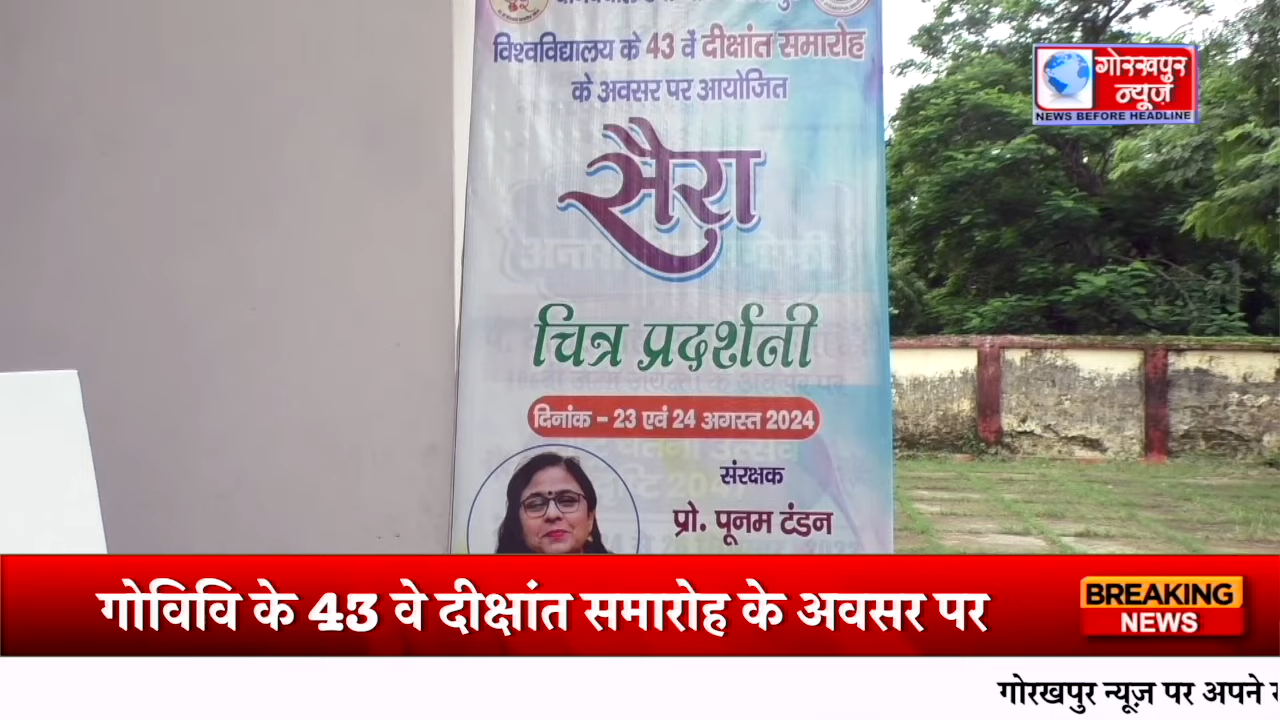 विश्वविद्यालय के 43 वें दीक्षांत समारोह
के अवसर पर आयोजित
सैरा
चित्र प्रदर्शनी
दिनांक - 23 एवं 24 अगस्त 2024
संरक्षक
प्रो. पूनम टंडन
गोरखपुर
न्यूज़
NEWS BEFORE HEADLINE
गोविवि के 43 वे दीक्षांत समारोह के अवसर पर
BREAKING
NEWS
गोरखपुर न्यूज़ पर अपने